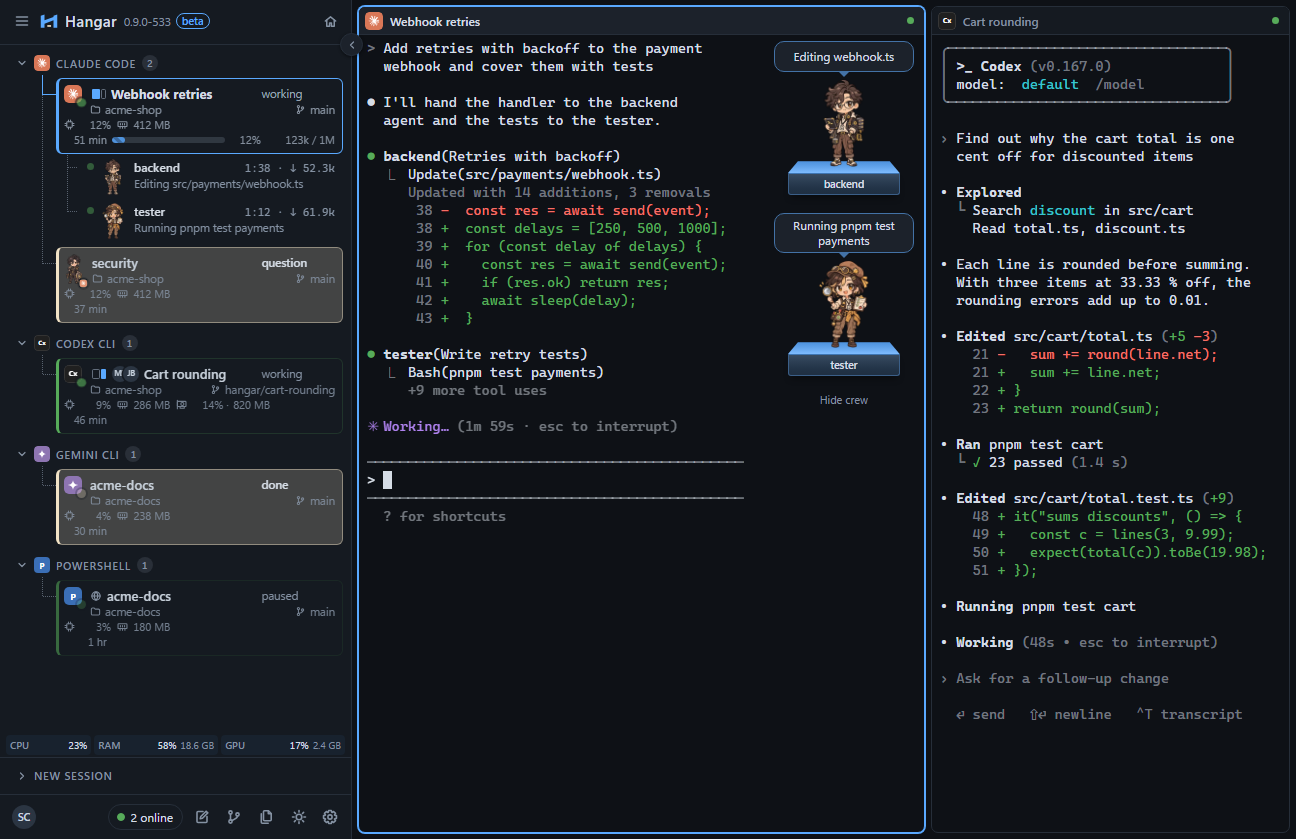 Hangar 0.9.0-533 beta
CLAUDE CODE 2
Webhook retries working
acme-shop main
12% 412 MB
51 min 12% 123k / 1M
backend 1:38 · ↓ 52.3k
Editing src/payments/webhook.ts
tester 1:12 · ↓ 61.9k
Running pnpm test payments
security question
acme-shop main
12% 412 MB
37 min
CODEX CLI 1
Cx M JB Cart rounding working
acme-shop hangar/cart-rounding
9% 286 MB 14% · 820 MB
46 min
GEMINI CLI 1
acme-docs done
acme-docs main
4% 238 MB
30 min
P POWERSHELL 1
P acme-docs paused
acme-docs main
3% 180 MB
1 hr
CPU 23% RAM 58% 18.6 GB GPU 17% 2.4 GB
NEW SESSION
SC 2 online
Webhook retries
> Add retries with backoff to the payment
webhook and cover them with tests
● I'll hand the handler to the backend
agent and the tests to the tester.
● backend(Retries with backoff)
└ Update(src/payments/webhook.ts)
Updated with 14 additions, 3 removals
38 - const res = await send(event);
38 + const delays = [250, 500, 1000];
39 + for (const delay of delays) {
40 + const res = await send(event);
41 + if (res.ok) return res;
42 + await sleep(delay);
43 + }
● tester(Write retry tests)
└ Bash(pnpm test payments)
+9 more tool uses
✳ Working… (1m 59s · esc to interrupt)
>
? for shortcuts
Editing webhook.ts
backend
Running pnpm test
payments
tester
Hide crew
Cx Cart rounding
>_ Codex (v0.167.0)
model: default /model
› Find out why the cart total is one
cent off for discounted items
• Explored
└ Search discount in src/cart
Read total.ts, discount.ts
• Each line is rounded before summing.
With three items at 33.33 % off, the
rounding errors add up to 0.01.
• Edited src/cart/total.ts (+5 -3)
21 - sum += round(line.net);
21 + sum += line.net;
22 + }
23 + return round(sum);
• Ran pnpm test cart
└ ✓ 23 passed (1.4 s)
• Edited src/cart/total.test.ts (+9)
48 + it("sums discounts", () => {
49 + const c = lines(3, 9.99);
50 + expect(total(c)).toBe(19.98);
51 + });
• Running pnpm test cart
• Working (48s • esc to interrupt)
› Ask for a follow-up change
⏎ send ⇧⏎ newline ^T transcript